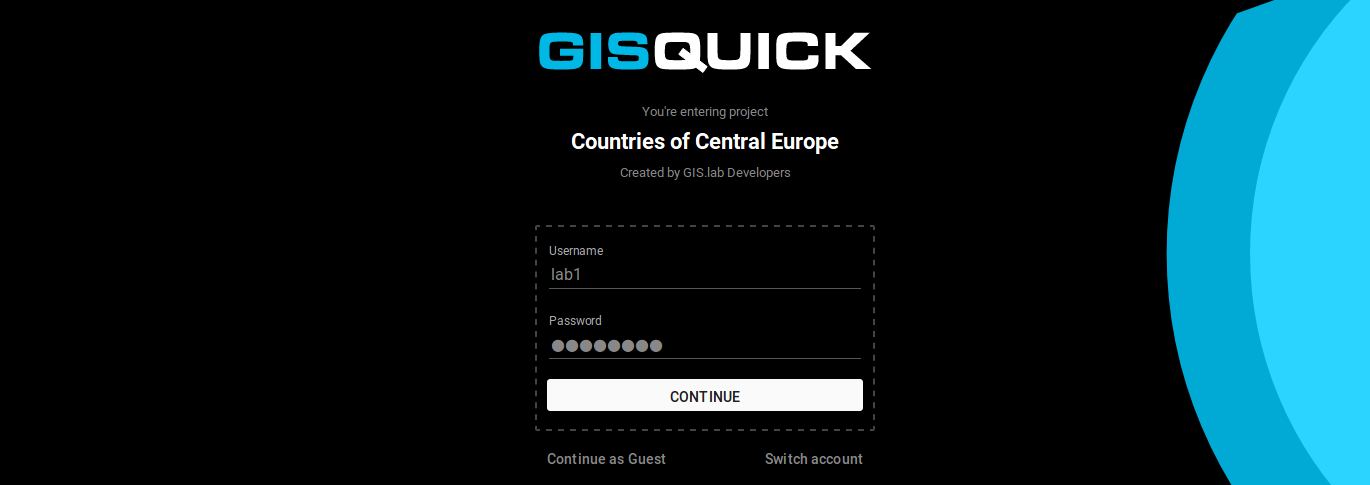 GISQUICK
You're entering project
Countries of Central Europe
Created by GIS.lab Developers
Username
lab1
Password
●●●●●●●●
CONTINUE
Continue as Guest
Switch account